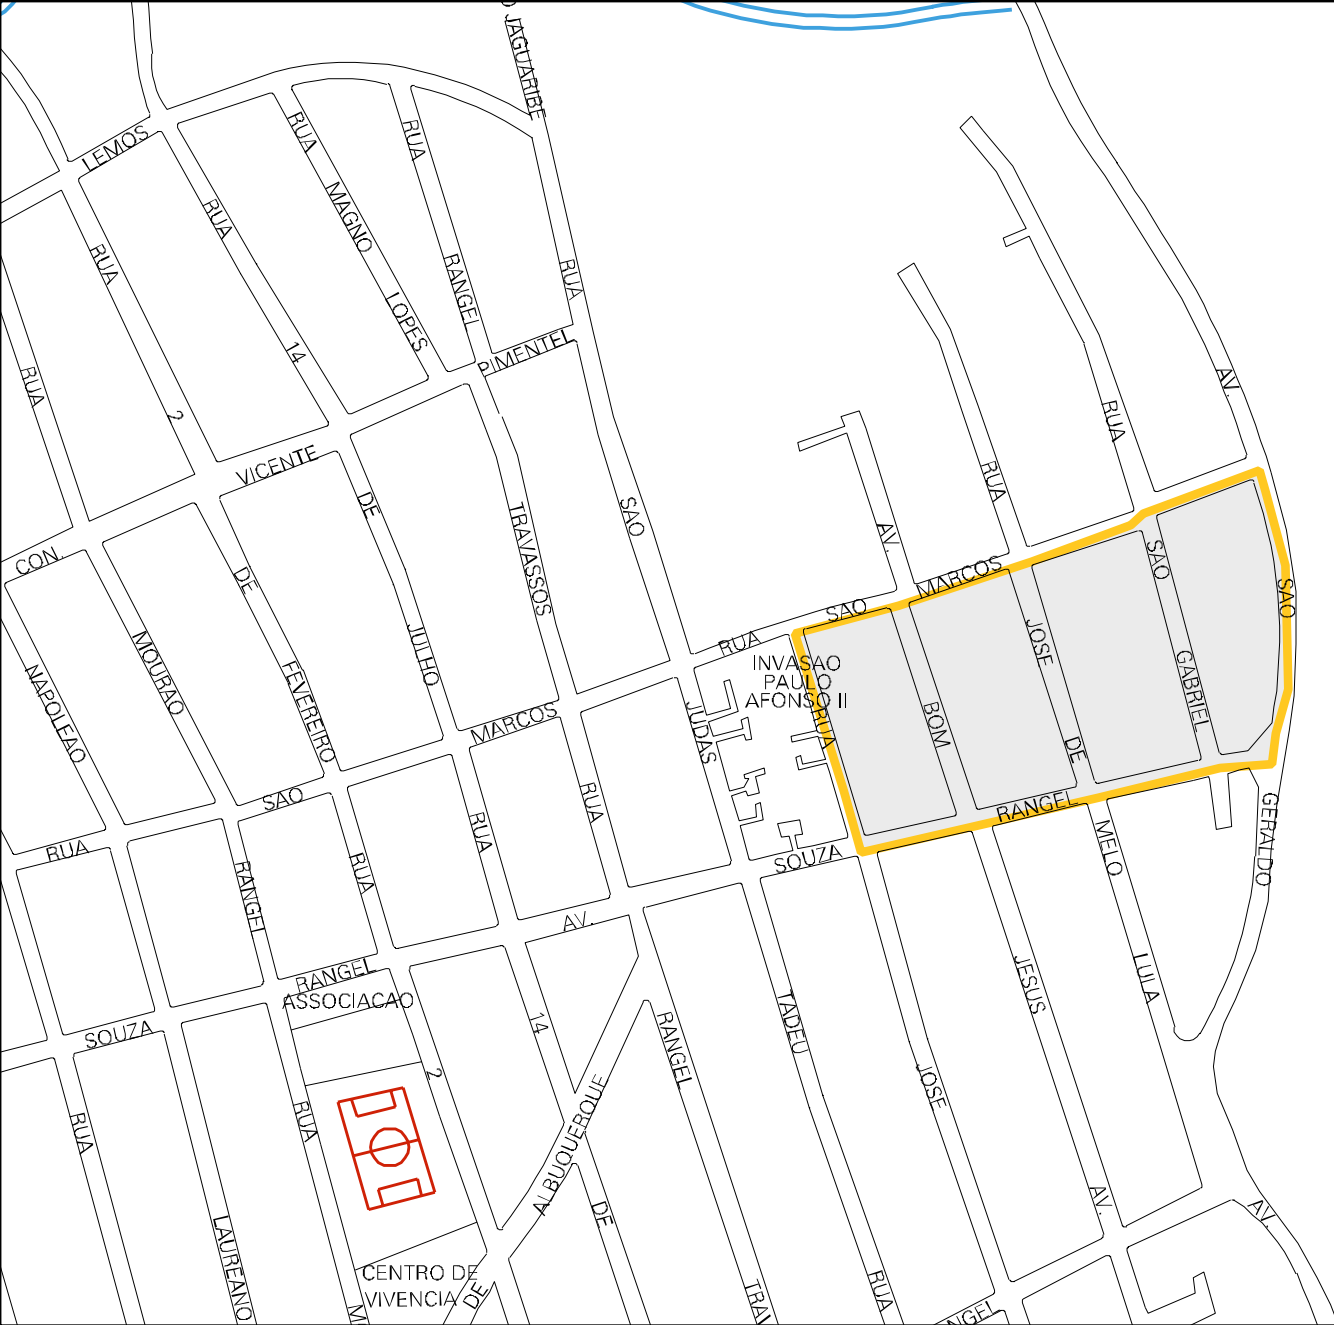 JAGUARIBE
LEMOS
RUA
RUA
RUA
MAGNO
LOPES
RUA
RANGEL
RUA
PIMENTEL
RUA
RUA
2
14
VICENTE
CON.
DE
DE
TRAVASSOS
SAO
AV.
RUA
RUA
AV.
SAO
MARCOS
SAO
RUA
INVASAO
PAULO
AFONSO II
RUA
BOM
JOSE
SAO
GABRIEL
SAO
DE
NAPOLEAO
MOURAO
FEVEREIRO
JULHO
MARCOS
JUDAS
SAO
RUA
RUA
RANGEL
RUA
RUA
RUA
SOUZA
RANGEL
MELO
GERALDO
AV.
RANGEL
ASSOCIACAO
SOUZA
14
RANGEL
TADEU
JOSE
JESUS
LULA
2
RUA
RUA
ALBUQUERQUE
DE
LAUREANO
CENTRO DE
VIVENCIA
DE
RUA
AV.
AV.